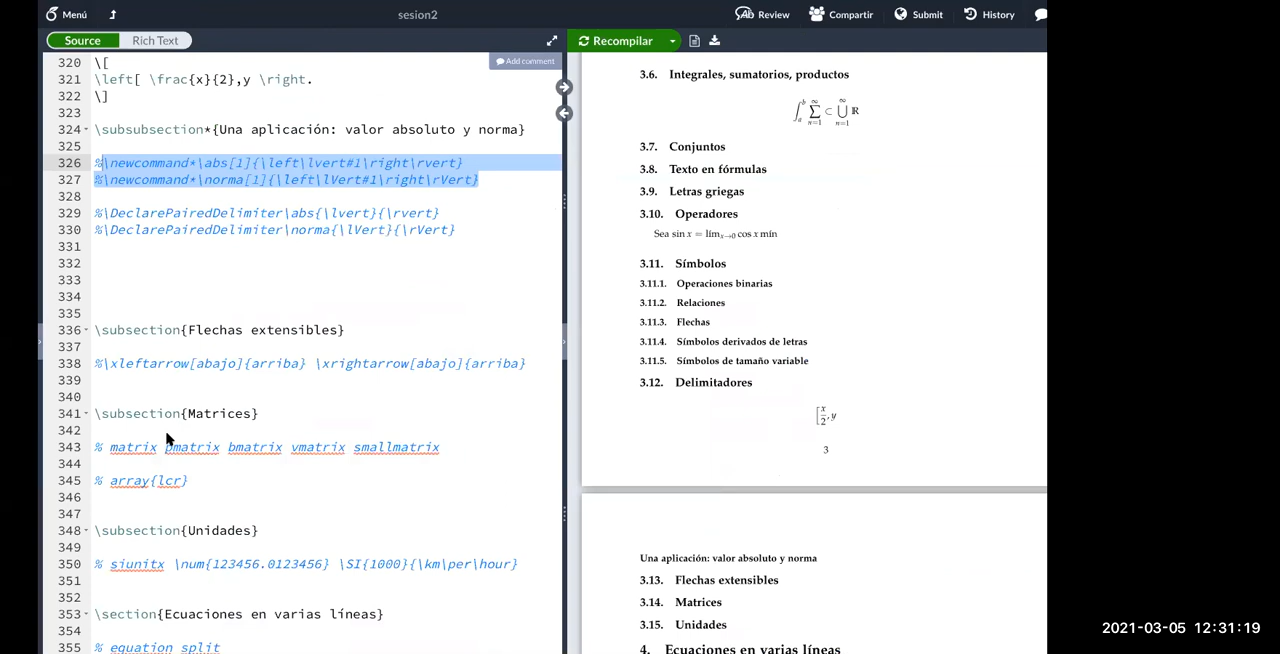 Menú
sesion2
Review
Compartir
Submit
History
Source
Rich Text
Recompilar
Add comment
320 \[
321 \left[ \frac{x}{2},y \right.
322 \]
323
324 \subsubsection*{Una aplicación: valor absoluto y norma}
325
326 %\newcommand*\abs[1]{\left\lvert#1\right\rvert}
327 %\newcommand*\norma[1]{\left\lVert#1\right\rVert}
328
329 %\DeclarePairedDelimiter\abs{\lvert}{\rvert}
330 %\DeclarePairedDelimiter\norma{\lVert}{\rVert}
331
332
333
334
335
336 \subsection{Flechas extensibles}
337
338 %\xleftarrow[abajo]{arriba} \xrightarrow[abajo]{arriba}
339
340
341 \subsection{Matrices}
342
343 % matrix pmatrix bmatrix vmatrix smallmatrix
344
345 % array{lcr}
346
347
348 \subsection{Unidades}
349
350 % siunitx \num{123456.0123456} \SI{1000}{\km\per\hour}
351
352
353 \section{Ecuaciones en varias líneas}
354
355 % equation split
3.6. Integrales, sumatorios, productos
∫_a^b ∑_{n=1}^∞ ⊂ ⋃_{n=1}^∞ ℝ
3.7. Conjuntos
3.8. Texto en fórmulas
3.9. Letras griegas
3.10. Operadores
Sea sin x = lím_{x→0} cos x mín
3.11. Símbolos
3.11.1. Operaciones binarias
3.11.2. Relaciones
3.11.3. Flechas
3.11.4. Símbolos derivados de letras
3.11.5. Símbolos de tamaño variable
3.12. Delimitadores
[x/2, y
3
Una aplicación: valor absoluto y norma
3.13. Flechas extensibles
3.14. Matrices
3.15. Unidades
4. Ecuaciones en varias líneas
2021-03-05 12:31:19